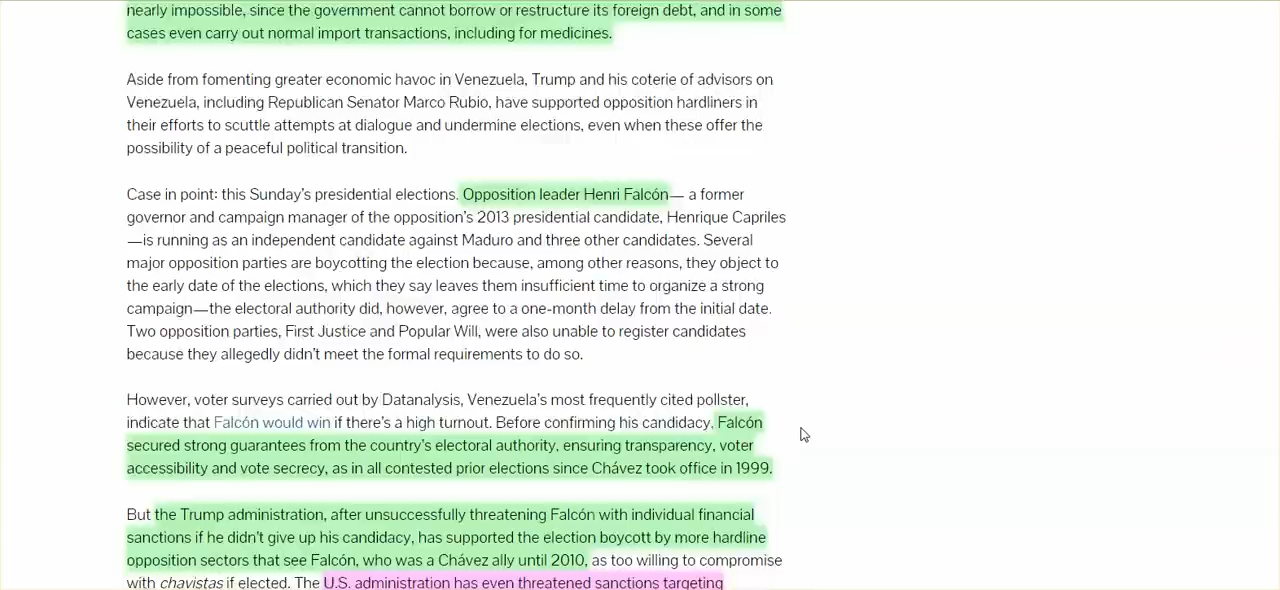 nearly impossible, since the government cannot borrow or restructure its foreign debt, and in some
cases even carry out normal import transactions, including for medicines.
Aside from fomenting greater economic havoc in Venezuela, Trump and his coterie of advisors on
Venezuela, including Republican Senator Marco Rubio, have supported opposition hardliners in
their efforts to scuttle attempts at dialogue and undermine elections, even when these offer the
possibility of a peaceful political transition.
Case in point: this Sunday's presidential elections. Opposition leader Henri Falcón— a former
governor and campaign manager of the opposition's 2013 presidential candidate, Henrique Capriles
—is running as an independent candidate against Maduro and three other candidates. Several
major opposition parties are boycotting the election because, among other reasons, they object to
the early date of the elections, which they say leaves them insufficient time to organize a strong
campaign—the electoral authority did, however, agree to a one-month delay from the initial date.
Two opposition parties, First Justice and Popular Will, were also unable to register candidates
because they allegedly didn't meet the formal requirements to do so.
However, voter surveys carried out by Datanalysis, Venezuela's most frequently cited pollster,
indicate that Falcón would win if there's a high turnout. Before confirming his candidacy, Falcón
secured strong guarantees from the country's electoral authority, ensuring transparency, voter
accessibility and vote secrecy, as in all contested prior elections since Chávez took office in 1999.
But the Trump administration, after unsuccessfully threatening Falcón with individual financial
sanctions if he didn't give up his candidacy, has supported the election boycott by more hardline
opposition sectors that see Falcón, who was a Chávez ally until 2010, as too willing to compromise
with chavistas if elected. The U.S. administration has even threatened sanctions targeting